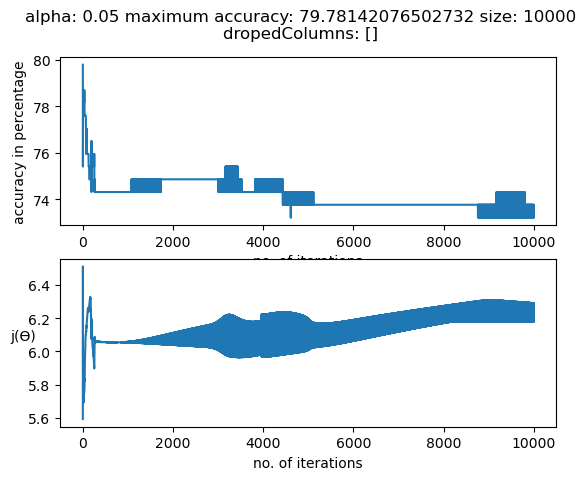 alpha: 0.05 maximum accuracy: 79.78142076502732 size: 10000
dropedColumns: []
accuracy in percentage
80
78
76
74
0 2000 4000 6000 8000 10000
no. of iterations
j(Θ)
6.4
6.2
6.0
5.8
5.6
0 2000 4000 6000 8000 10000
no. of iterations